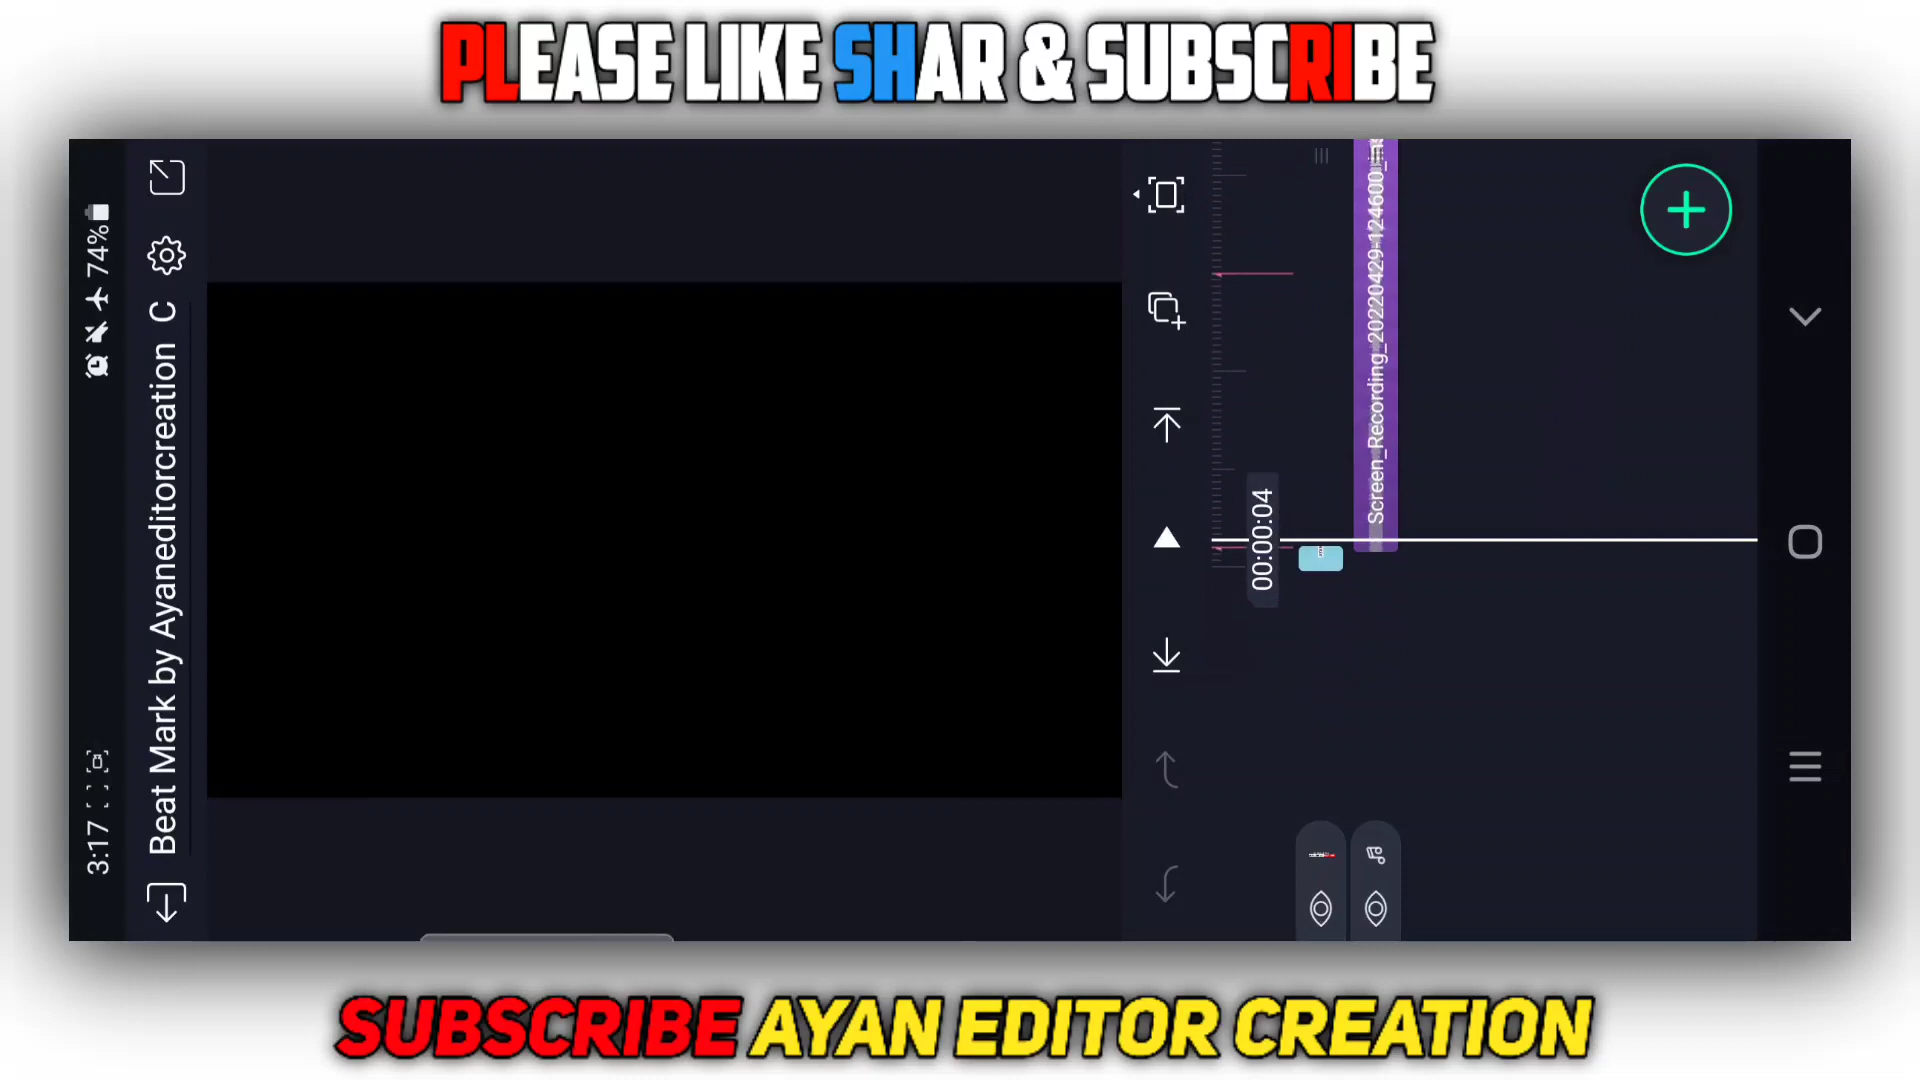 PLEASE LIKE SHAR & SUBSCRIBE
3:17
74%
Beat Mark by Ayaneditorcreation C
00:00:04
Screen_Recording_20220429-124600_
SUBSCRIBE AYAN EDITOR CREATION